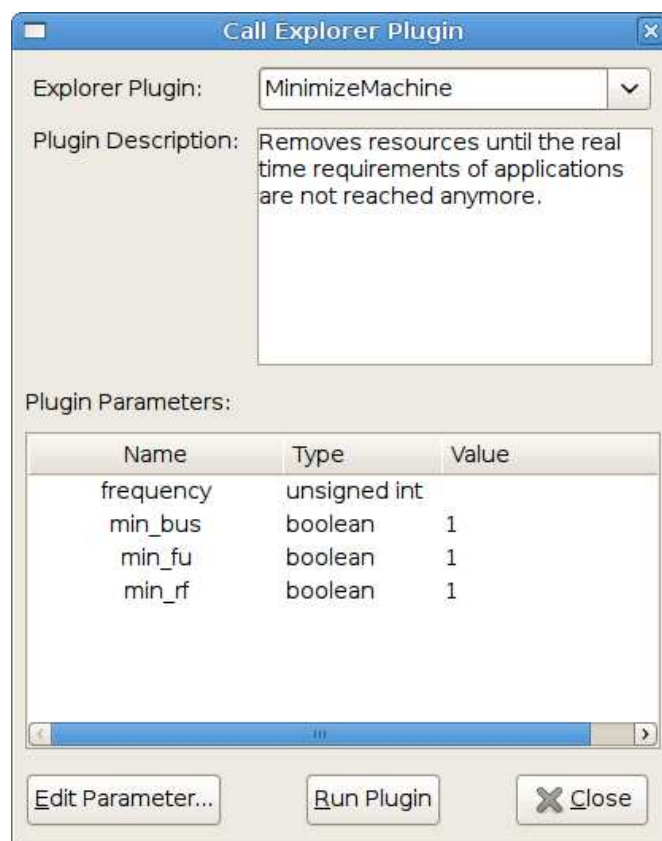 Call Explorer Plugin
Explorer Plugin: MinimizeMachine
Plugin Description: Removes resources until the real
time requirements of applications
are not reached anymore.
Plugin Parameters:
Name Type Value
frequency unsigned int
min_bus boolean 1
min_fu boolean 1
min_rf boolean 1
Edit Parameter... Run Plugin Close